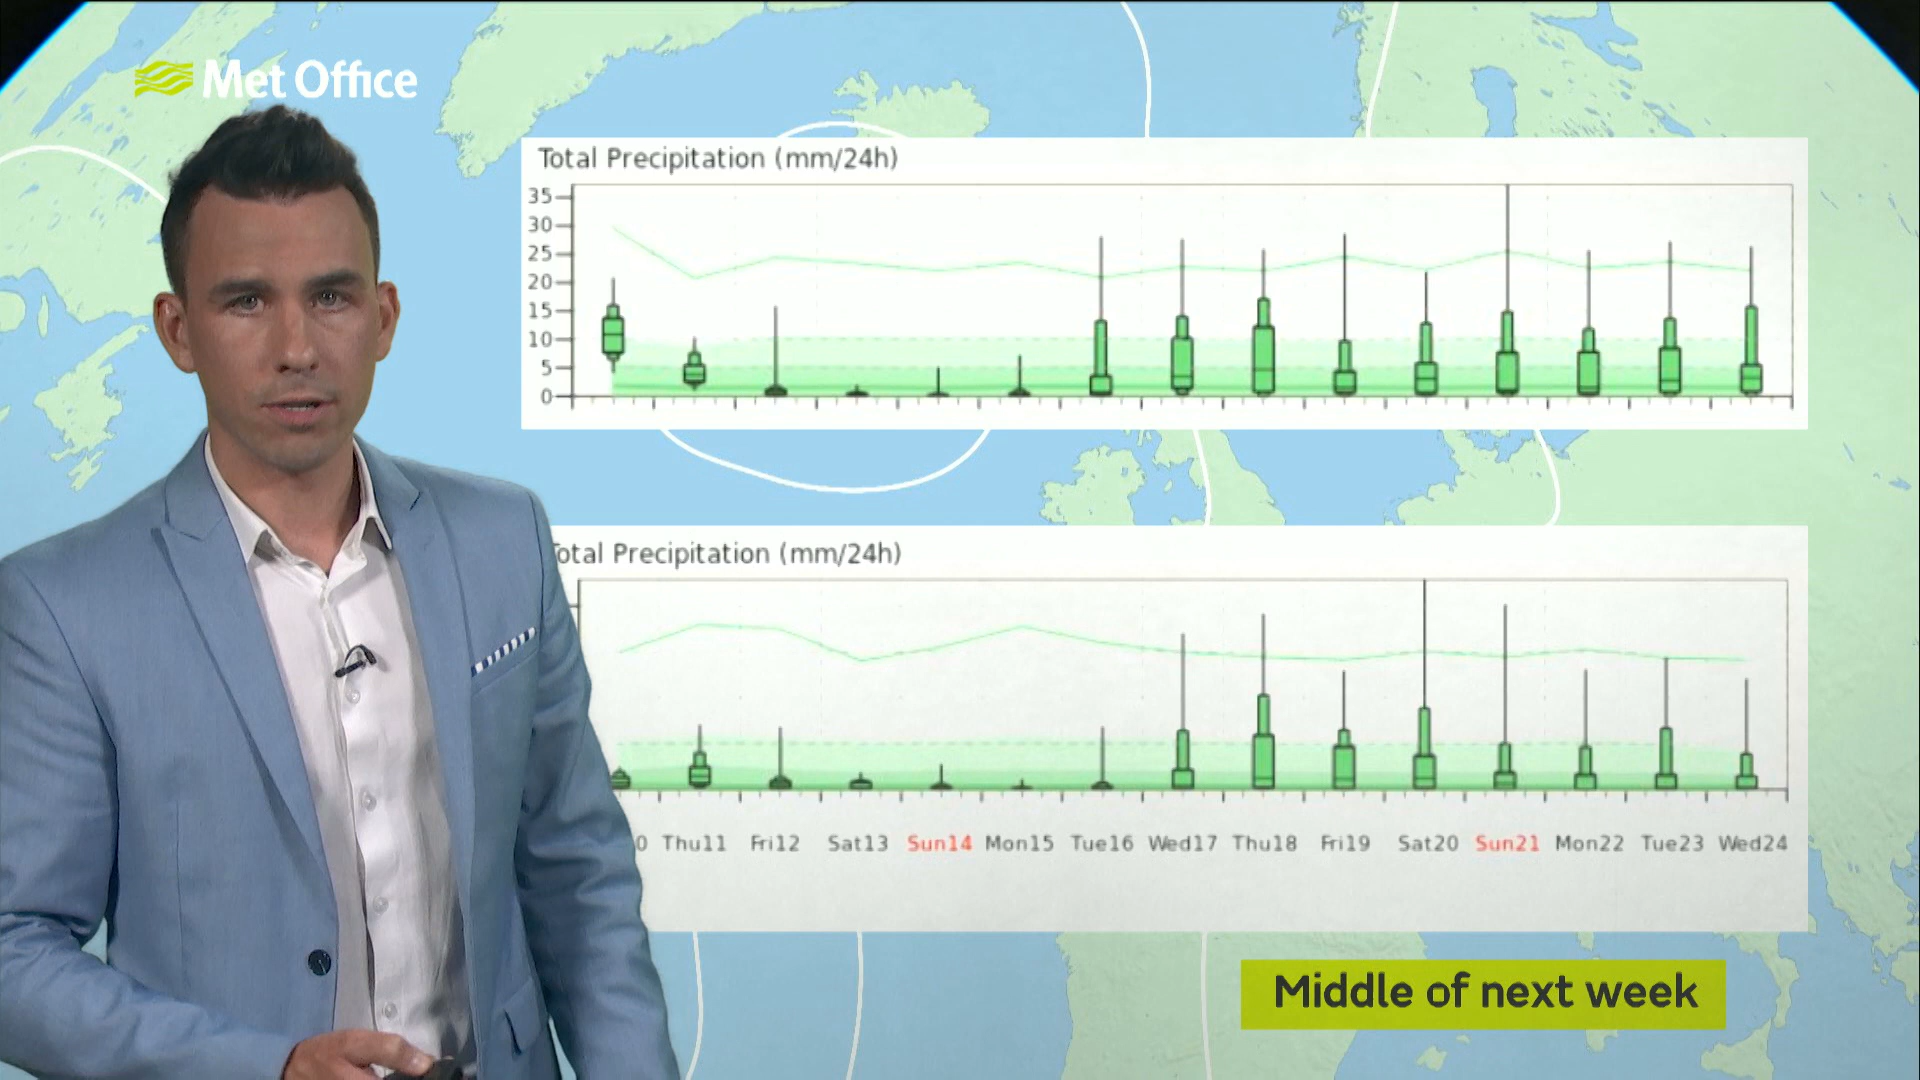 Met Office
Total Precipitation (mm/24h)
35
30
25
20
15
10
5
0
Total Precipitation (mm/24h)
0 Thu11 Fri12 Sat13 Sun14 Mon15 Tue16 Wed17 Thu18 Fri19 Sat20 Sun21 Mon22 Tue23 Wed24
Middle of next week